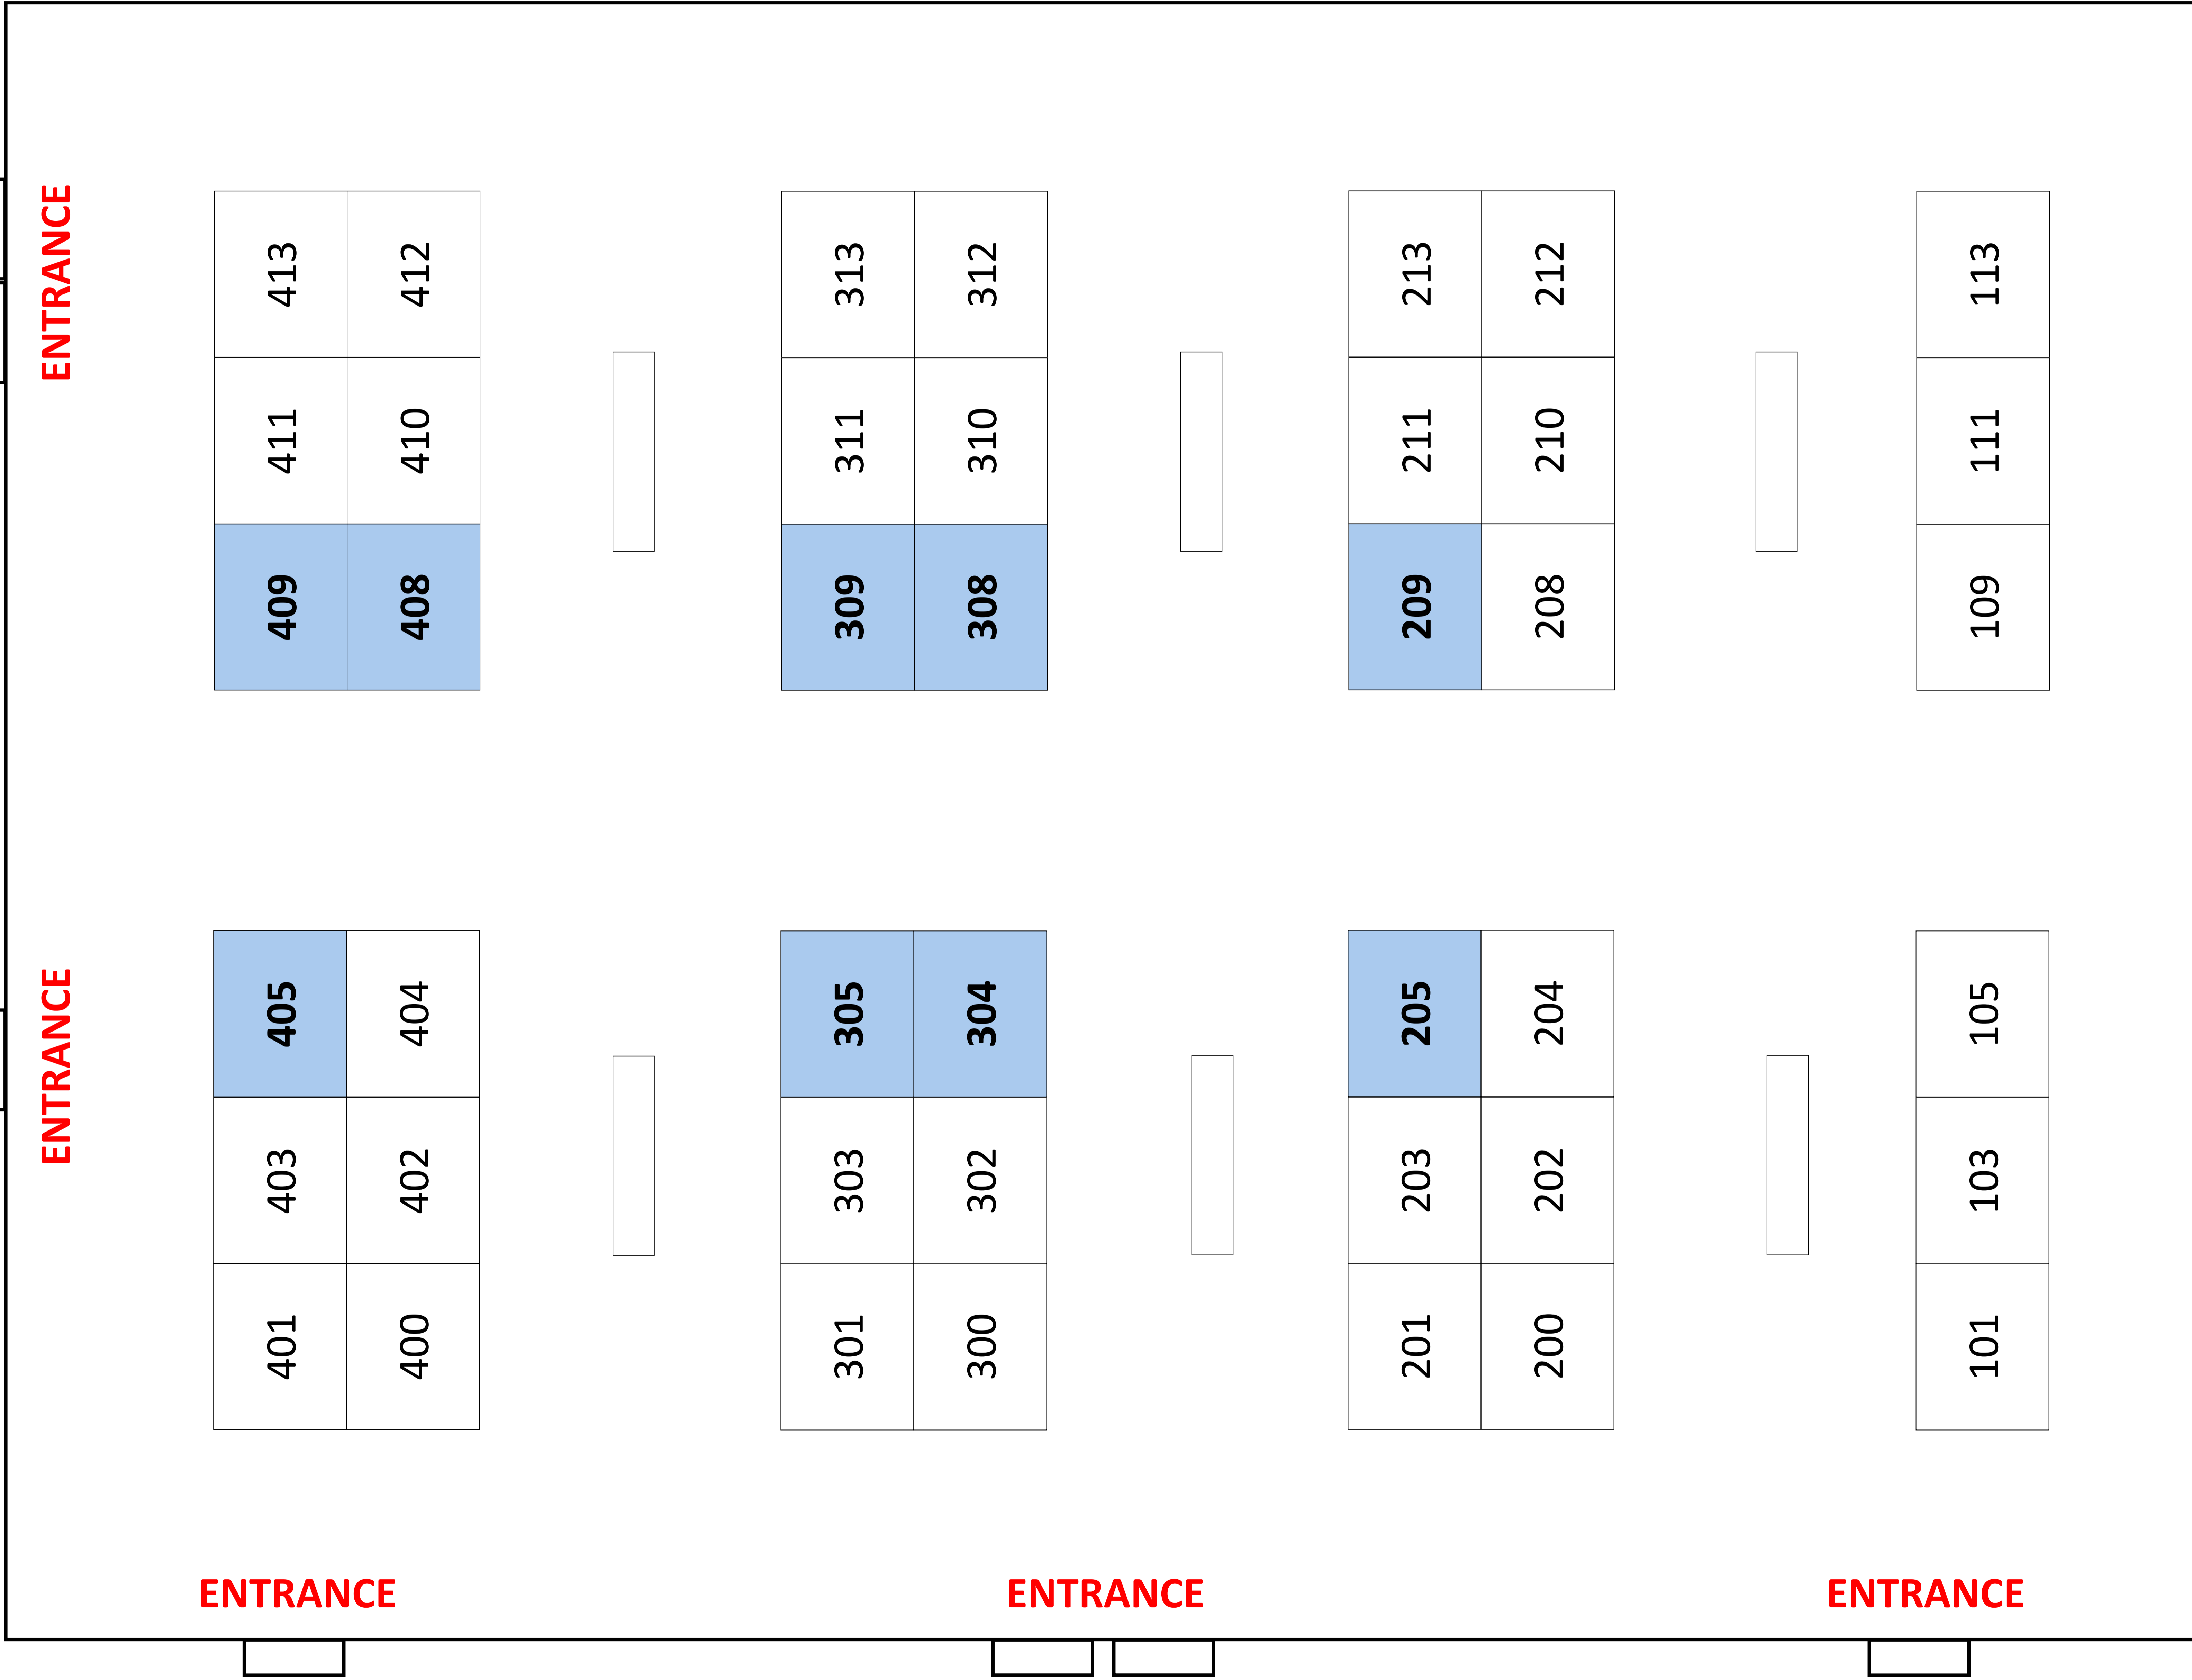 ENTRANCE
413 412 313 312 213 212 113
411 410 311 310 211 210 111
409 408 309 308 209 208 109
ENTRANCE
405 404 305 304 205 204 105
403 402 303 302 203 202 103
401 400 301 300 201 200 101
ENTRANCE ENTRANCE ENTRANCE